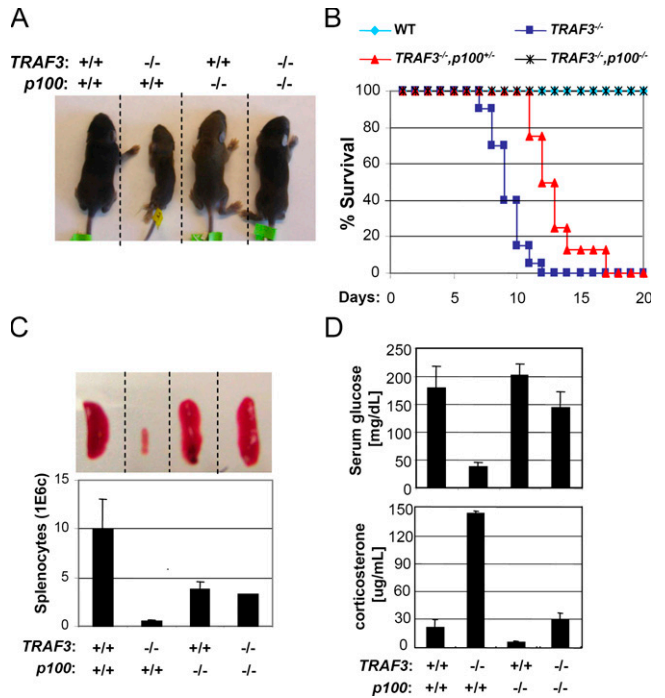 A
TRAF3: +/+ -/- +/+ -/-
p100: +/+ +/+ -/- -/-
B
WT TRAF3-/-
TRAF3-/-,p100+/- TRAF3-/-,p100-/-
% Survival
100
80
60
40
20
0
Days: 0 5 10 15 20
C
Splenocytes (1E6c)
15
10
5
0
TRAF3: +/+ -/- +/+ -/-
p100: +/+ +/+ -/- -/-
D
Serum glucose
[mg/dL]
250
200
150
100
50
0
corticosterone
[ug/mL]
150
120
90
60
30
0
TRAF3: +/+ -/- +/+ -/-
p100: +/+ +/+ -/- -/-